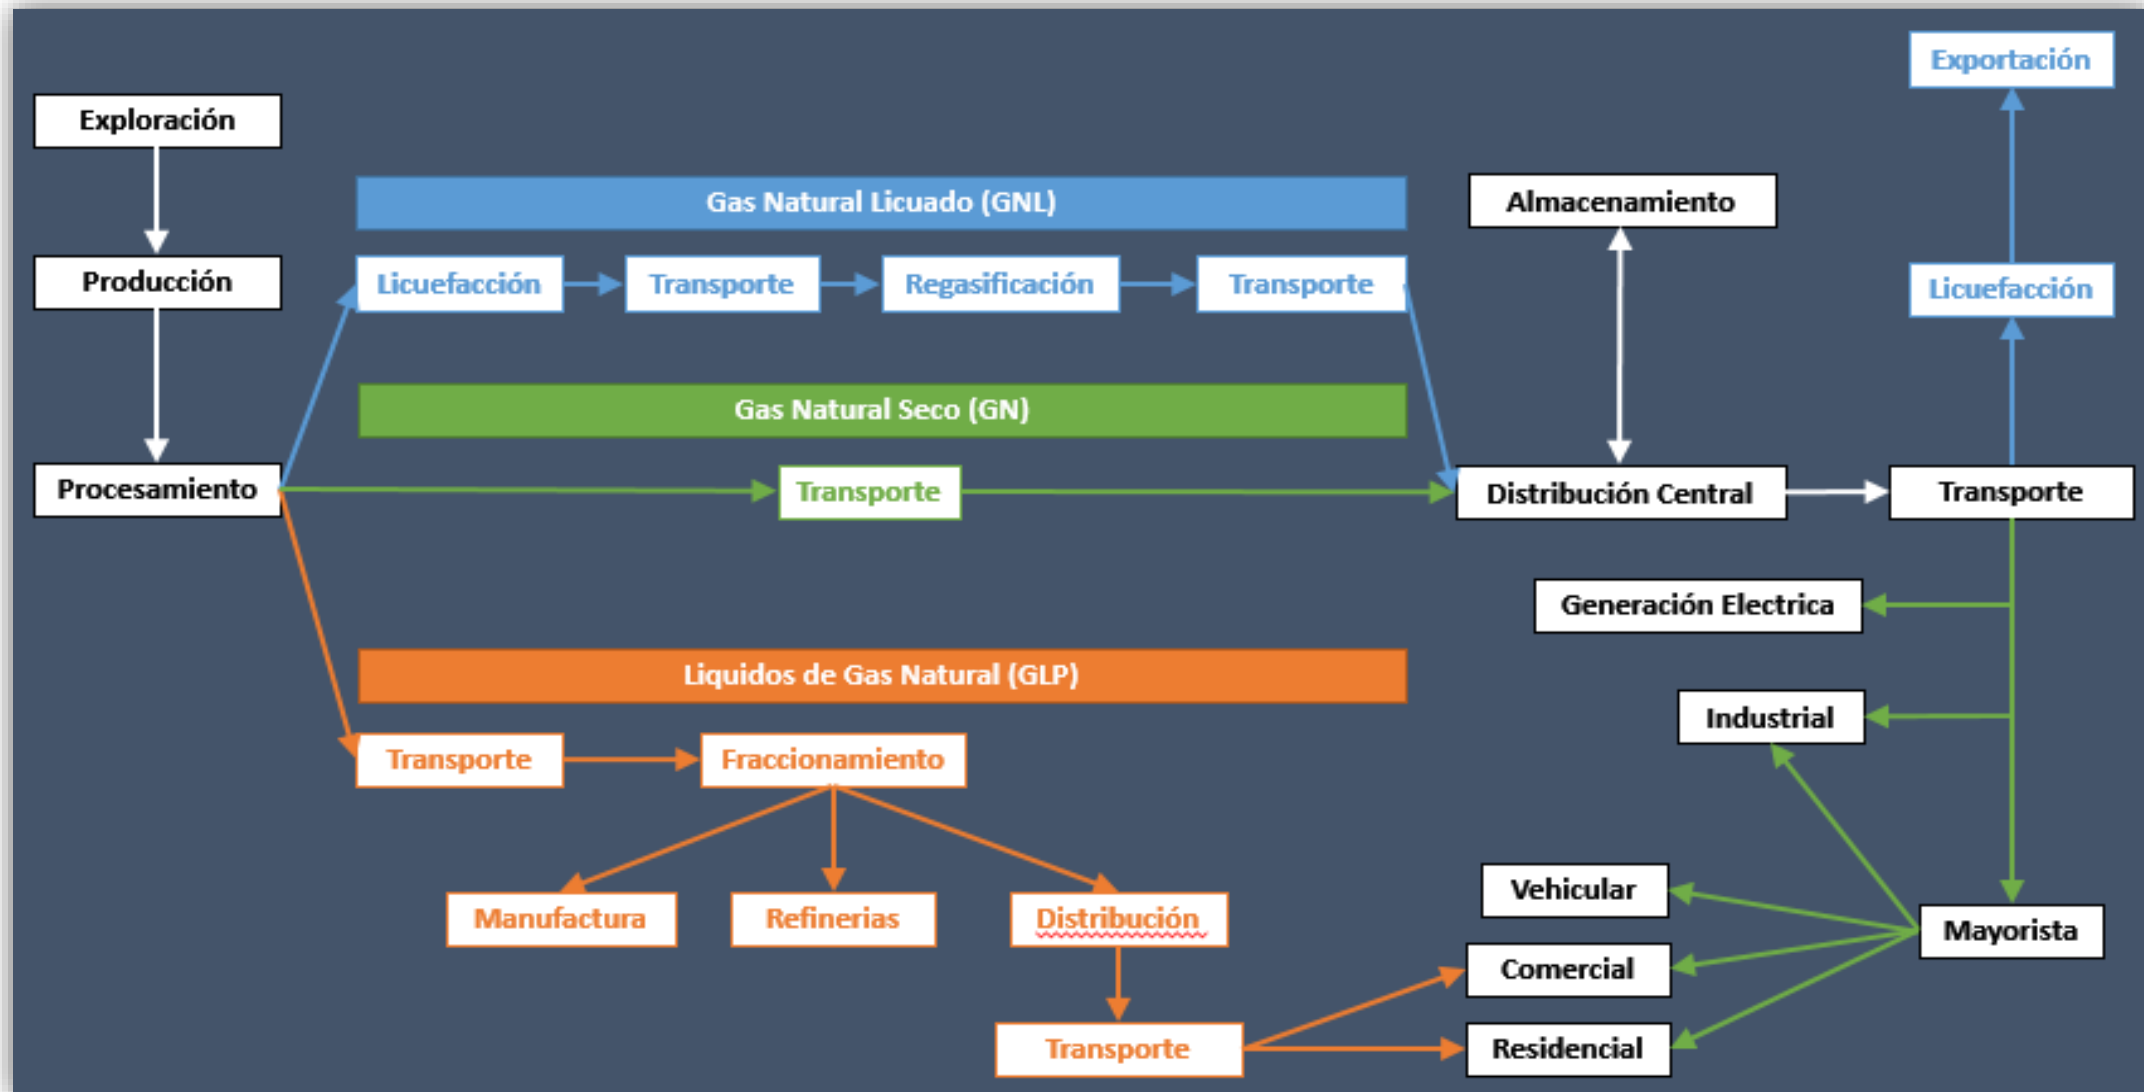 Exploración
Producción
Procesamiento
Gas Natural Licuado (GNL)
Licuefacción
Transporte
Regasificación
Transporte
Gas Natural Seco (GN)
Transporte
Liquidos de Gas Natural (GLP)
Transporte
Fraccionamiento
Manufactura
Refinerias
Distribución
Transporte
Almacenamiento
Distribución Central
Exportación
Licuefacción
Transporte
Generación Electrica
Industrial
Vehicular
Comercial
Residencial
Mayorista